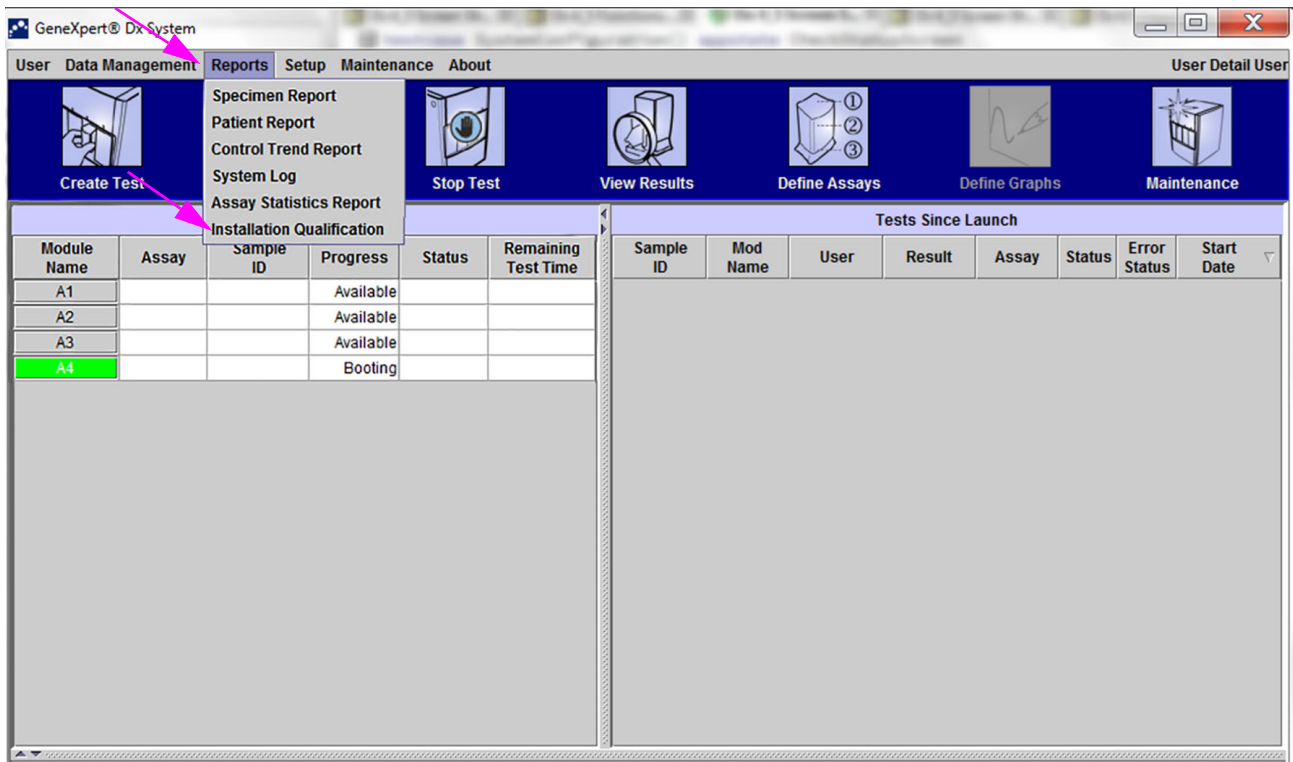 GeneXpert® Dx System
User Data Management Reports Setup Maintenance About User Detail User
Specimen Report
Patient Report
Control Trend Report
System Log
Assay Statistics Report
Installation Qualification
Create Test Stop Test View Results Define Assays Define Graphs Maintenance
① 
②
③
Tests Since Launch
Module Name Assay Sample ID Progress Status Remaining Test Time
Sample ID Mod Name User Result Assay Status Error Status Start Date
A1 Available
A2 Available
A3 Available
A4 Booting